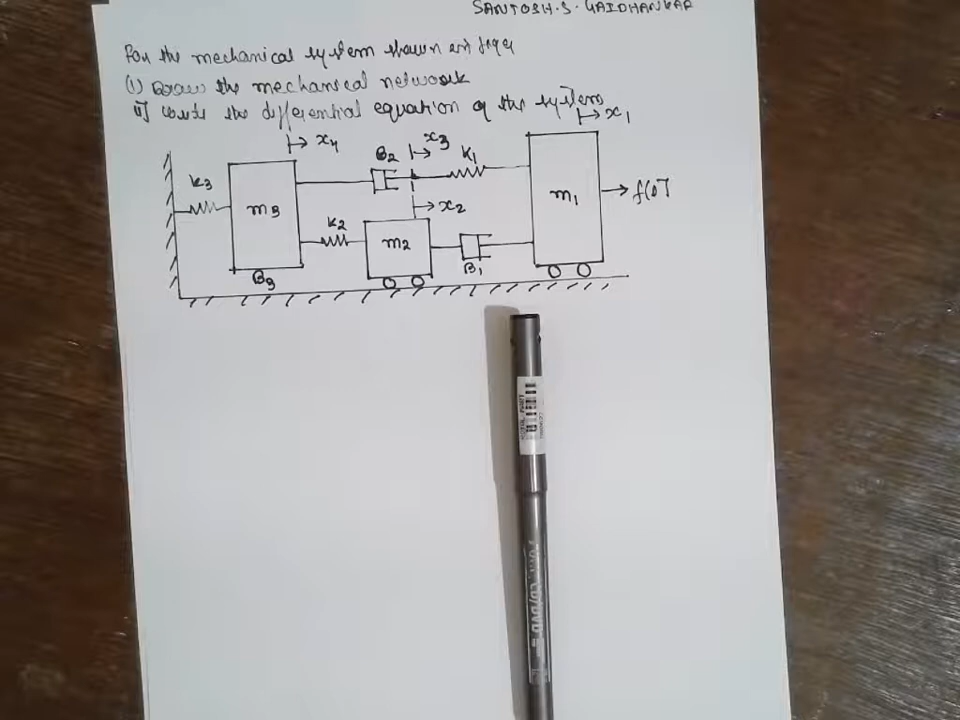 SANTOSH.S. GAIDHANKAR
For the mechanical system shown in
(1) Draw the mechanical network
ii] write the differential equation of the system
x4
B2
x3
K1
x1
K3
M3
K2
x2
M2
M1
f(t)
B3
B1